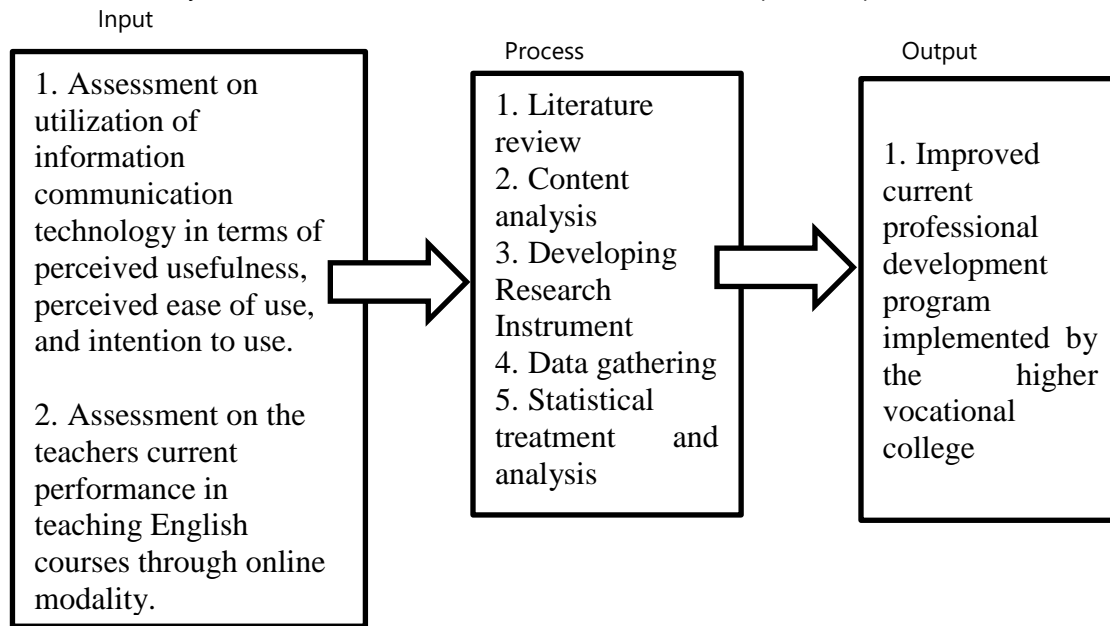 Input
1. Assessment on
utilization of
information
communication
technology in terms of
perceived usefulness,
perceived ease of use,
and intention to use.
2. Assessment on the
teachers current
performance in
teaching English
courses through online
modality.
Process
1. Literature
review
2. Content
analysis
3. Developing
Research
Instrument
4. Data gathering
5. Statistical
treatment and
analysis
Output
1. Improved
current
professional
development
program
implemented by
the higher
vocational
college